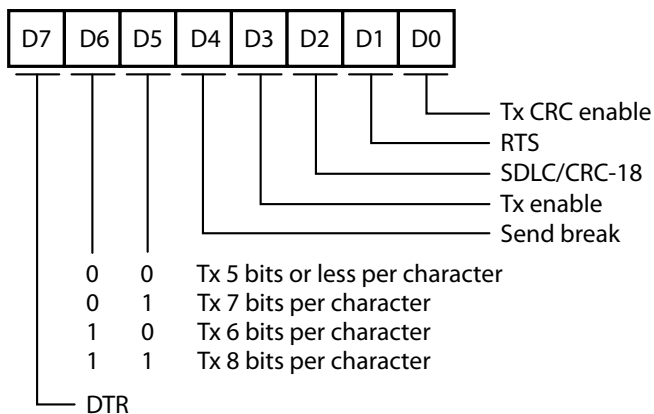 D7 D6 D5 D4 D3 D2 D1 D0
Tx CRC enable
RTS
SDLC/CRC-18
Tx enable
Send break
0 0 Tx 5 bits or less per character
0 1 Tx 7 bits per character
1 0 Tx 6 bits per character
1 1 Tx 8 bits per character
DTR